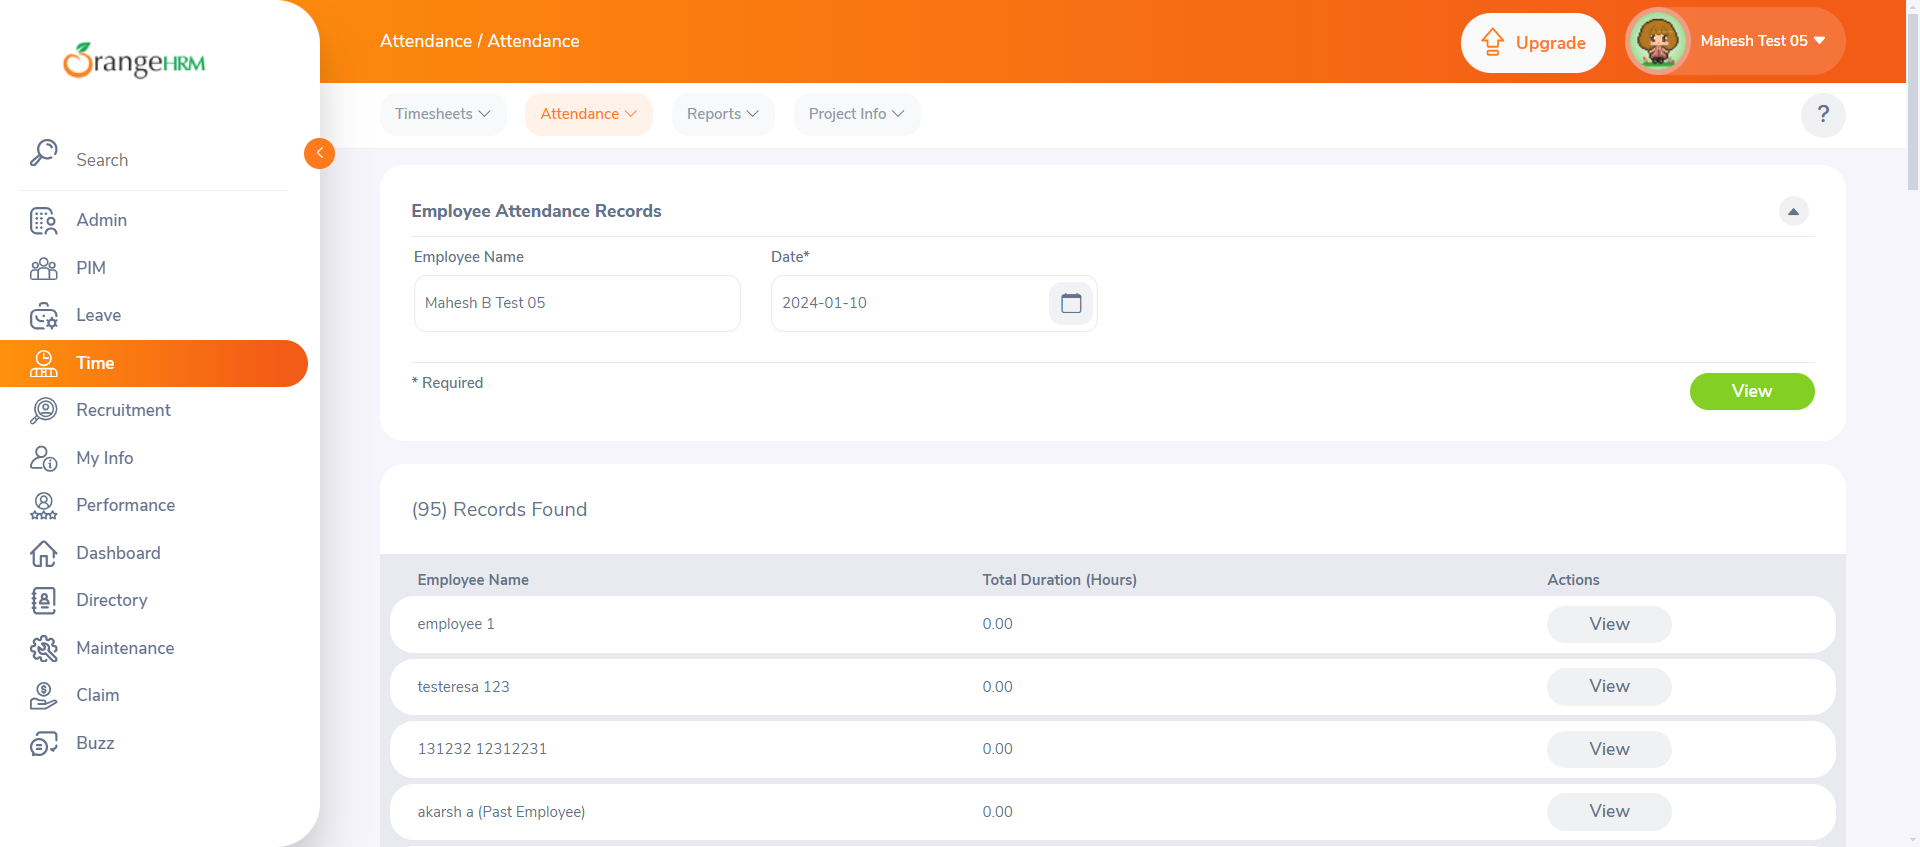 OrangeHRM
Search
Admin
PIM
Leave
Time
Recruitment
My Info
Performance
Dashboard
Directory
Maintenance
Claim
Buzz
Attendance / Attendance
Upgrade
Mahesh Test 05
Timesheets
Attendance
Reports
Project Info
?
Employee Attendance Records
Employee Name
Date*
Mahesh B Test 05
2024-01-10
* Required
View
(95) Records Found
Employee Name Total Duration (Hours) Actions
employee 1 0.00 View
testeresa 123 0.00 View
131232 12312231 0.00 View
akarsh a (Past Employee) 0.00 View